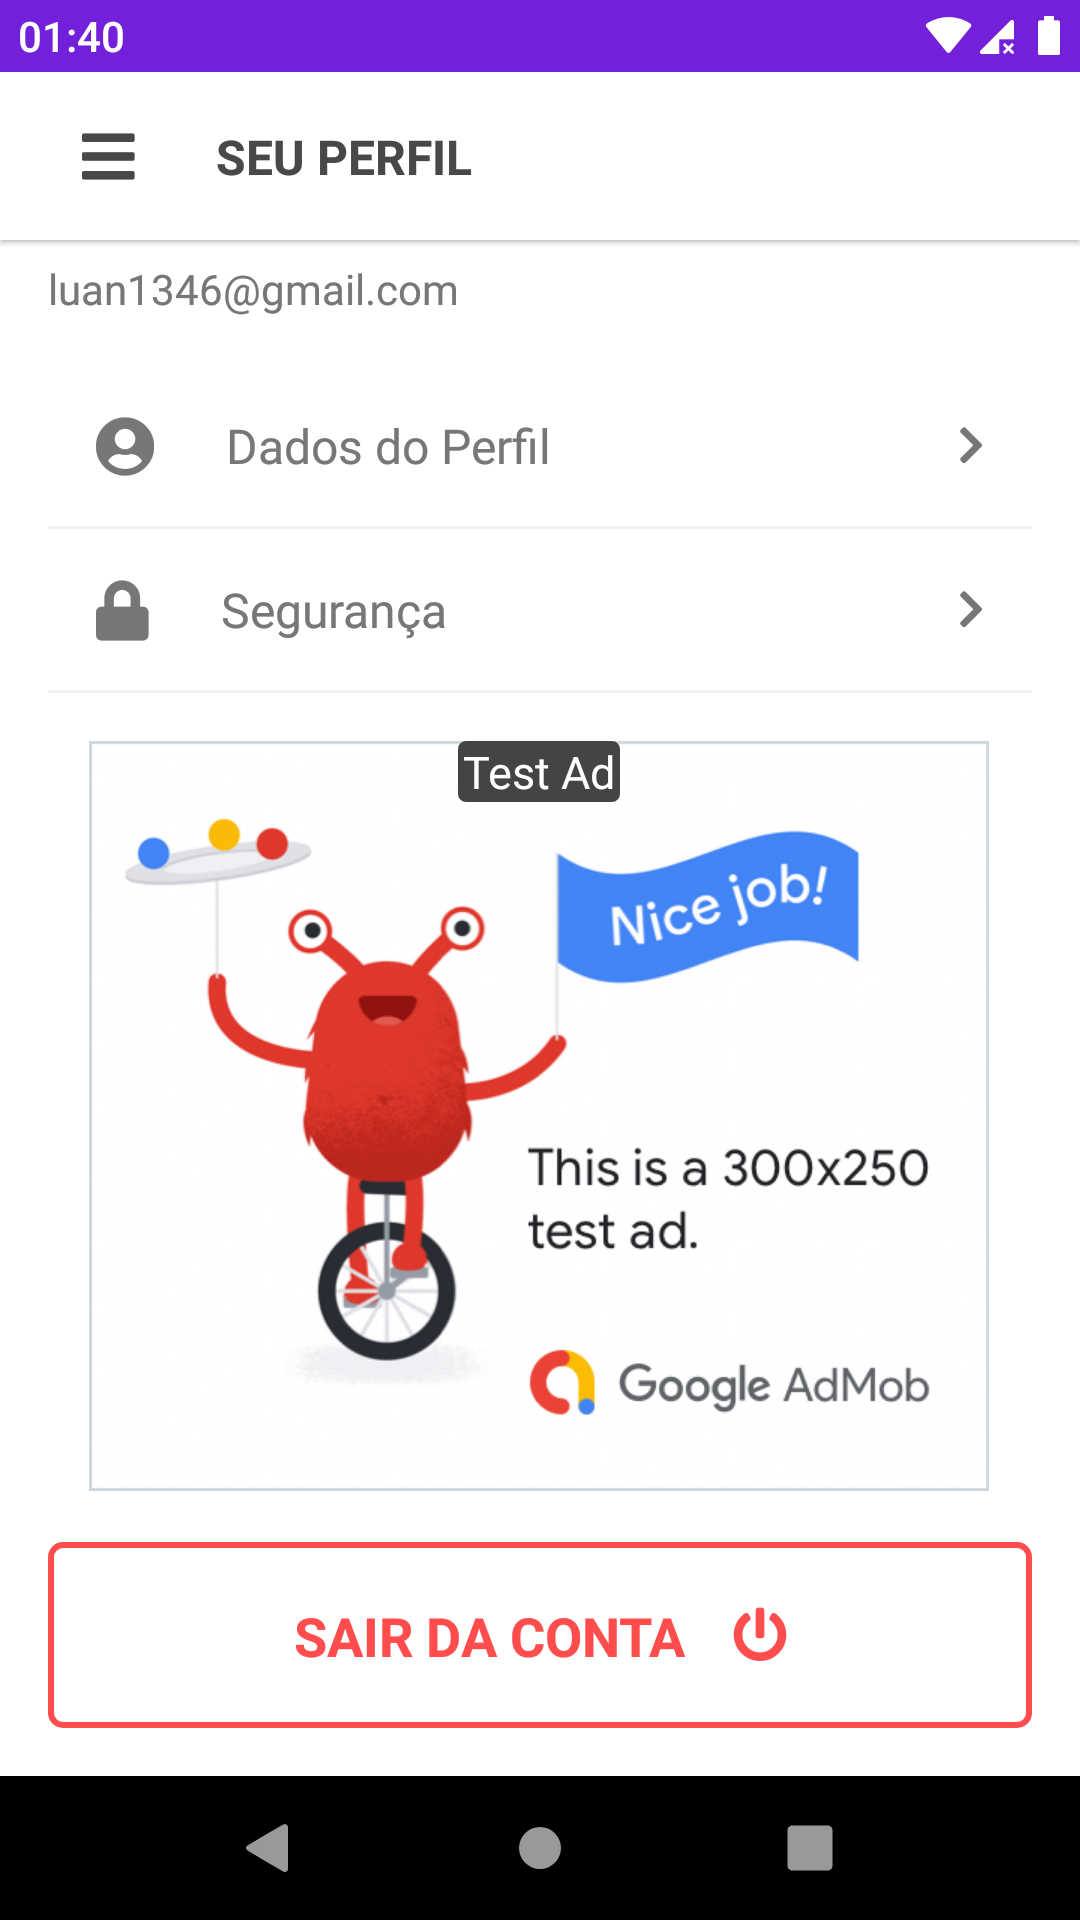 01:40
SEU PERFIL
luan1346@gmail.com
Dados do Perfil
Segurança
Test Ad
Nice job!
This is a 300x250
test ad.
Google AdMob
SAIR DA CONTA